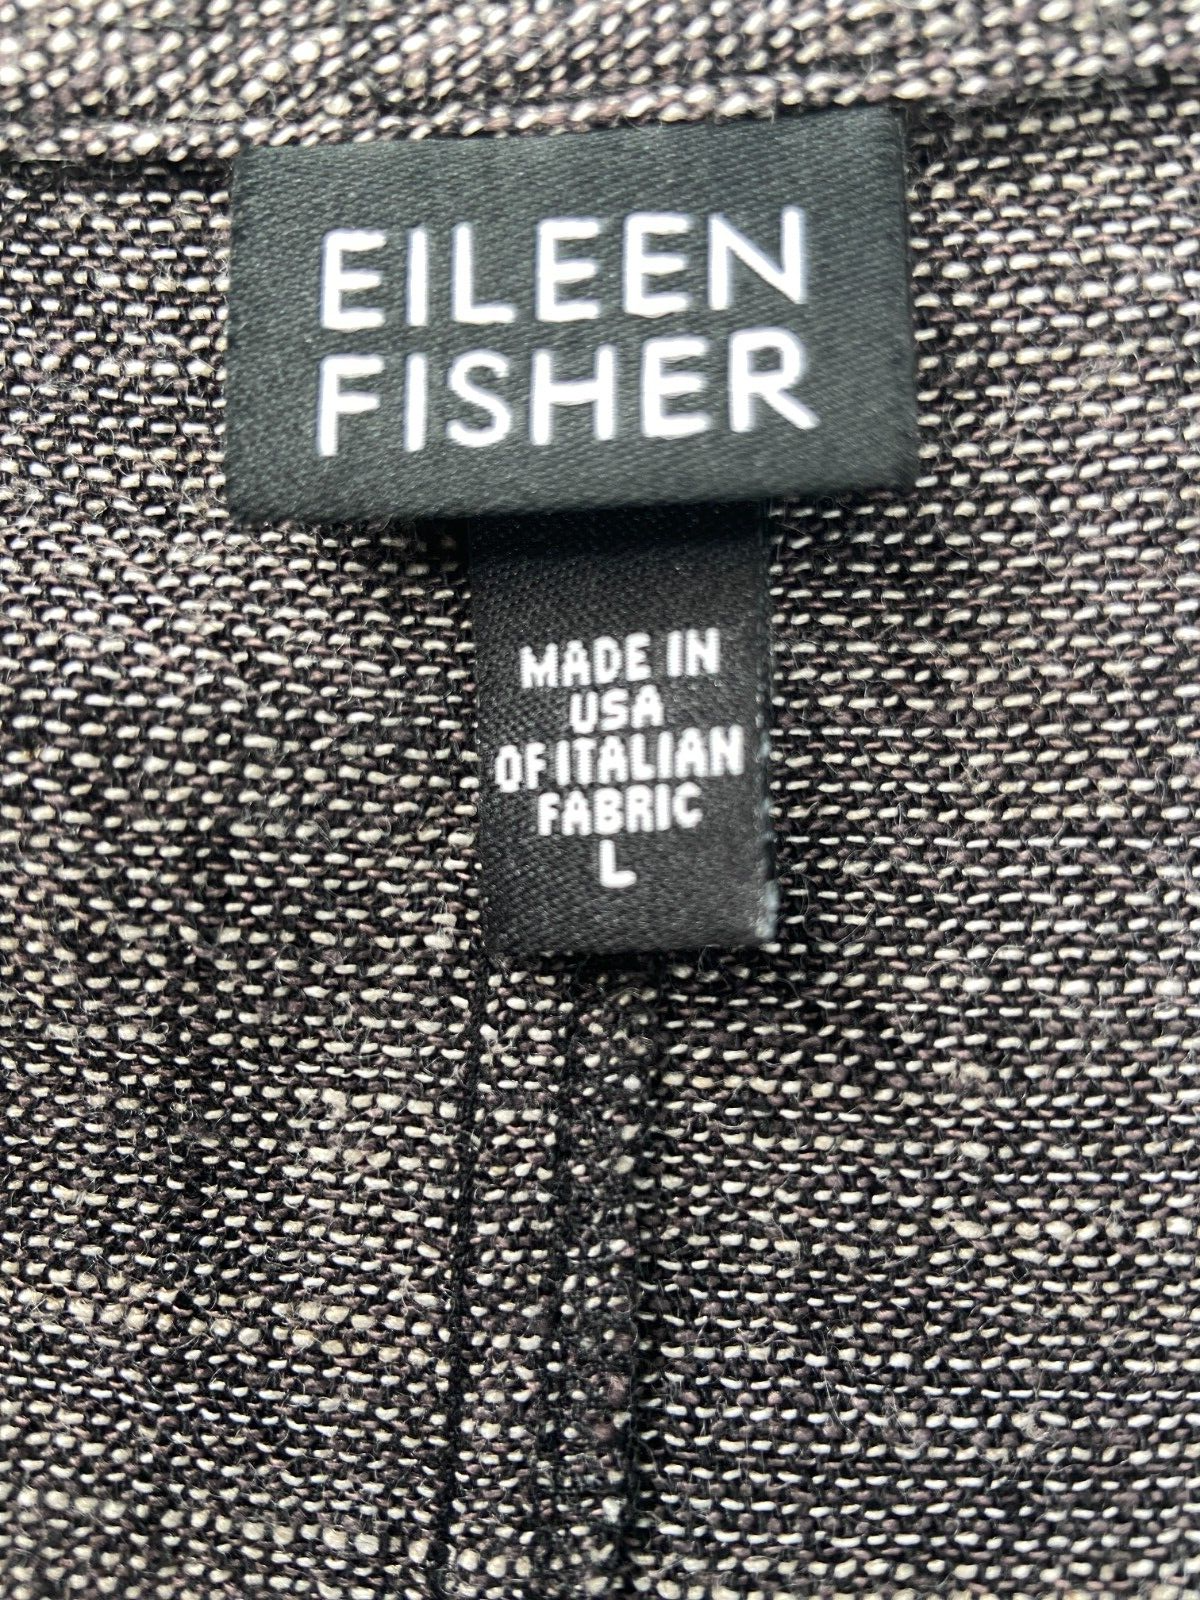 EILEEN
FISHER
MADE IN
USA
OF ITALIAN
FABRIC
L